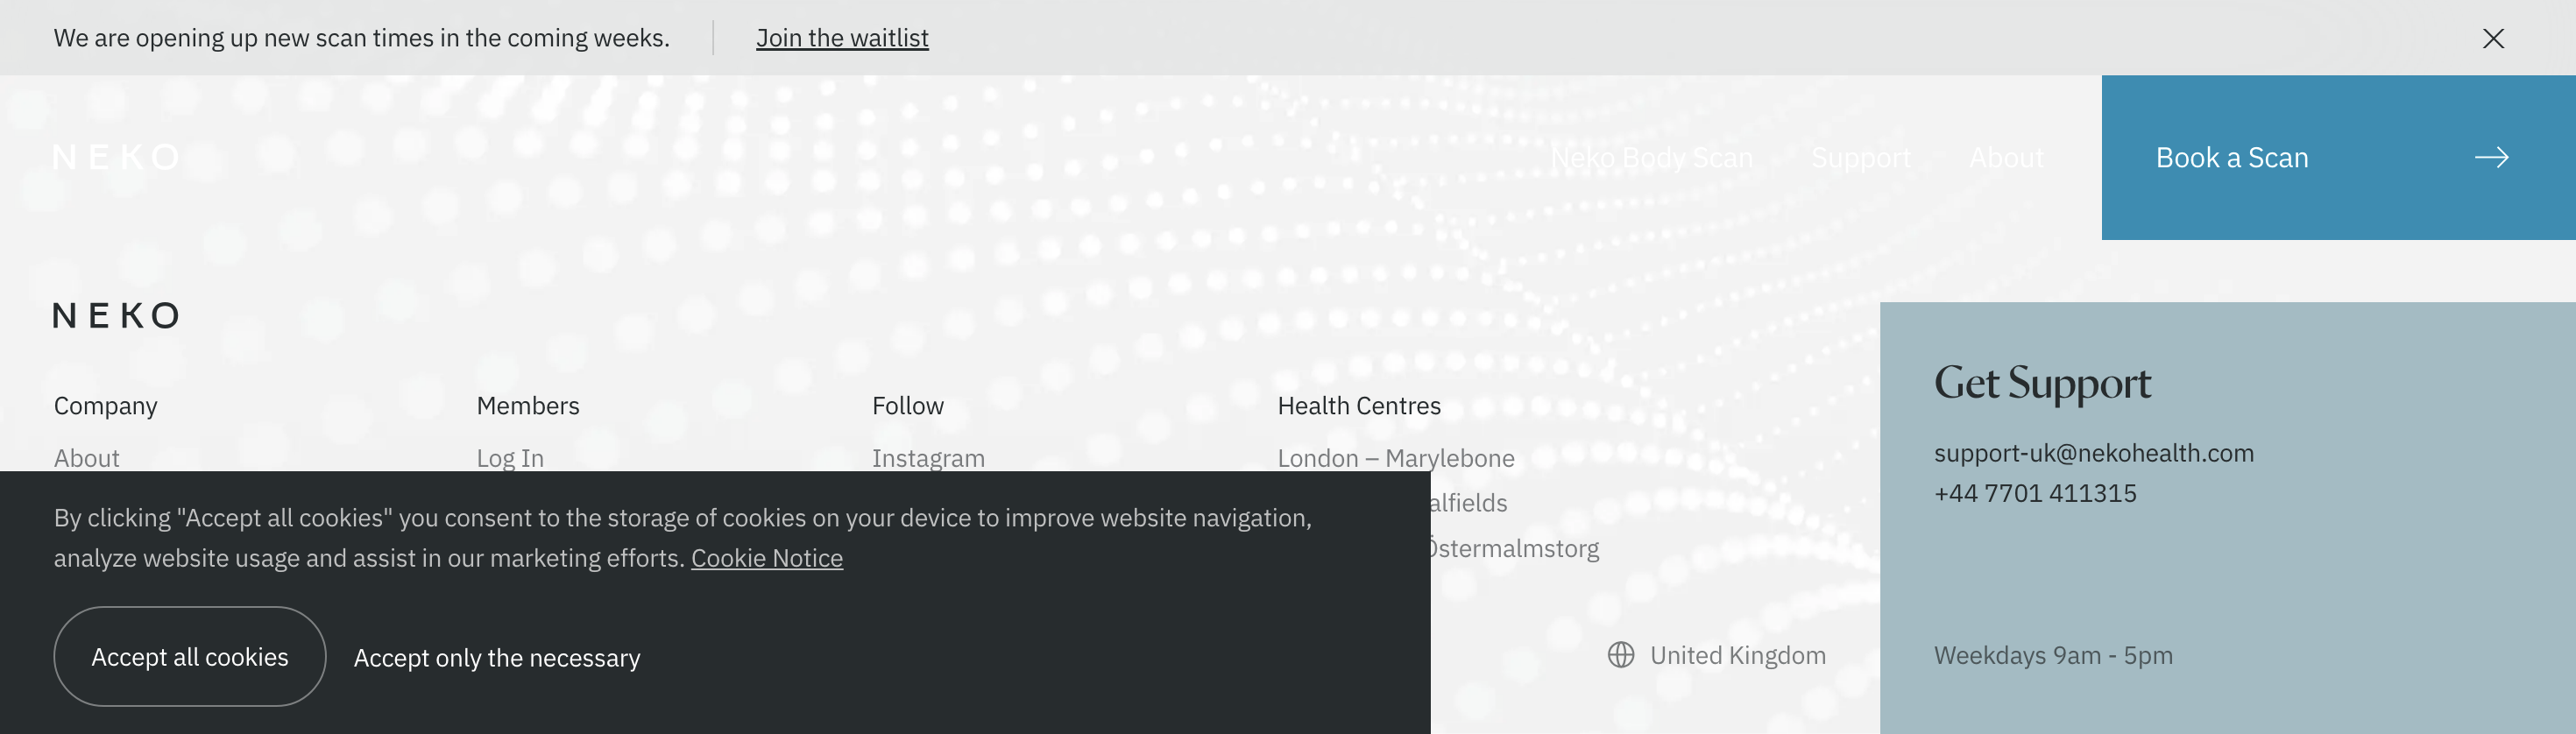 We are opening up new scan times in the coming weeks.
Join the waitlist
NEKO
Neko Body Scan
Support
About
Book a Scan
NEKO
Company
Members
Follow
Health Centres
About
Log In
Instagram
London – Marylebone
alfields
Östermalmstorg
Get Support
support-uk@nekohealth.com
+44 7701 411315
By clicking "Accept all cookies" you consent to the storage of cookies on your device to improve website navigation,
analyze website usage and assist in our marketing efforts. Cookie Notice
Accept all cookies
Accept only the necessary
United Kingdom
Weekdays 9am - 5pm